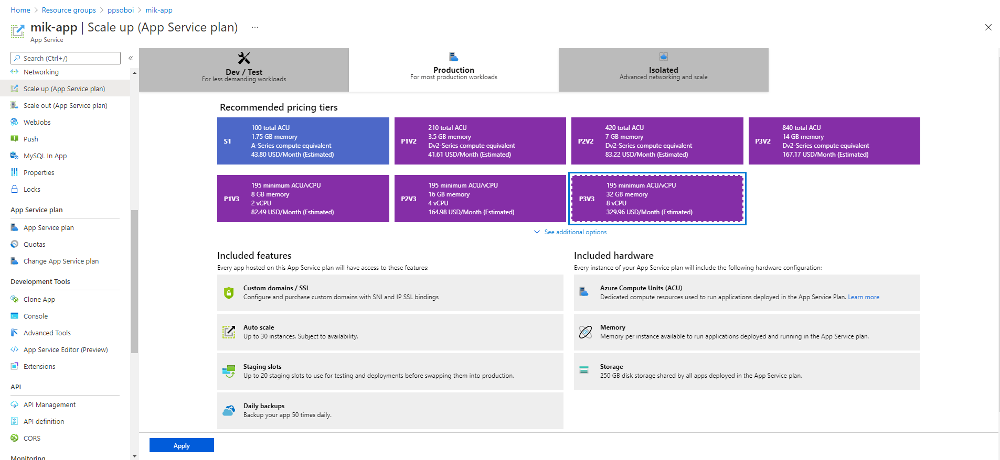 Home > Resource groups > ppsoboi > mik-app
mik-app | Scale up (App Service plan) ...
App Service
Search (Ctrl+/)
«
Networking
Scale up (App Service plan)
Scale out (App Service plan)
WebJobs
Push
MySQL In App
Properties
Locks
App Service plan
App Service plan
Quotas
Change App Service plan
Development Tools
Clone App
Console
Advanced Tools
App Service Editor (Preview)
Extensions
API
API Management
API definition
CORS
Monitoring
Dev / Test
For less demanding workloads
Production
For most production workloads
Isolated
Advanced networking and scale
Recommended pricing tiers
S1
100 total ACU
1.75 GB memory
A-Series compute equivalent
43.80 USD/Month (Estimated)
P1V2
210 total ACU
3.5 GB memory
Dv2-Series compute equivalent
41.61 USD/Month (Estimated)
P2V2
420 total ACU
7 GB memory
Dv2-Series compute equivalent
83.22 USD/Month (Estimated)
P3V2
840 total ACU
14 GB memory
Dv2-Series compute equivalent
167.17 USD/Month (Estimated)
P1V3
195 minimum ACU/vCPU
8 GB memory
2 vCPU
82.49 USD/Month (Estimated)
P2V3
195 minimum ACU/vCPU
16 GB memory
4 vCPU
164.98 USD/Month (Estimated)
P3V3
195 minimum ACU/vCPU
32 GB memory
8 vCPU
329.96 USD/Month (Estimated)
See additional options
Included features
Every app hosted on this App Service plan will have access to these features:
Custom domains / SSL
Configure and purchase custom domains with SNI and IP SSL bindings
Auto scale
Up to 30 instances. Subject to availability.
Staging slots
Up to 20 staging slots to use for testing and deployments before swapping them into production.
Daily backups
Backup your app 50 times daily.
Included hardware
Every instance of your App Service plan will include the following hardware configuration:
Azure Compute Units (ACU)
Dedicated compute resources used to run applications deployed in the App Service Plan. Learn more
Memory
Memory per instance available to run applications deployed and running in the App Service plan.
Storage
250 GB disk storage shared by all apps deployed in the App Service plan.
Apply